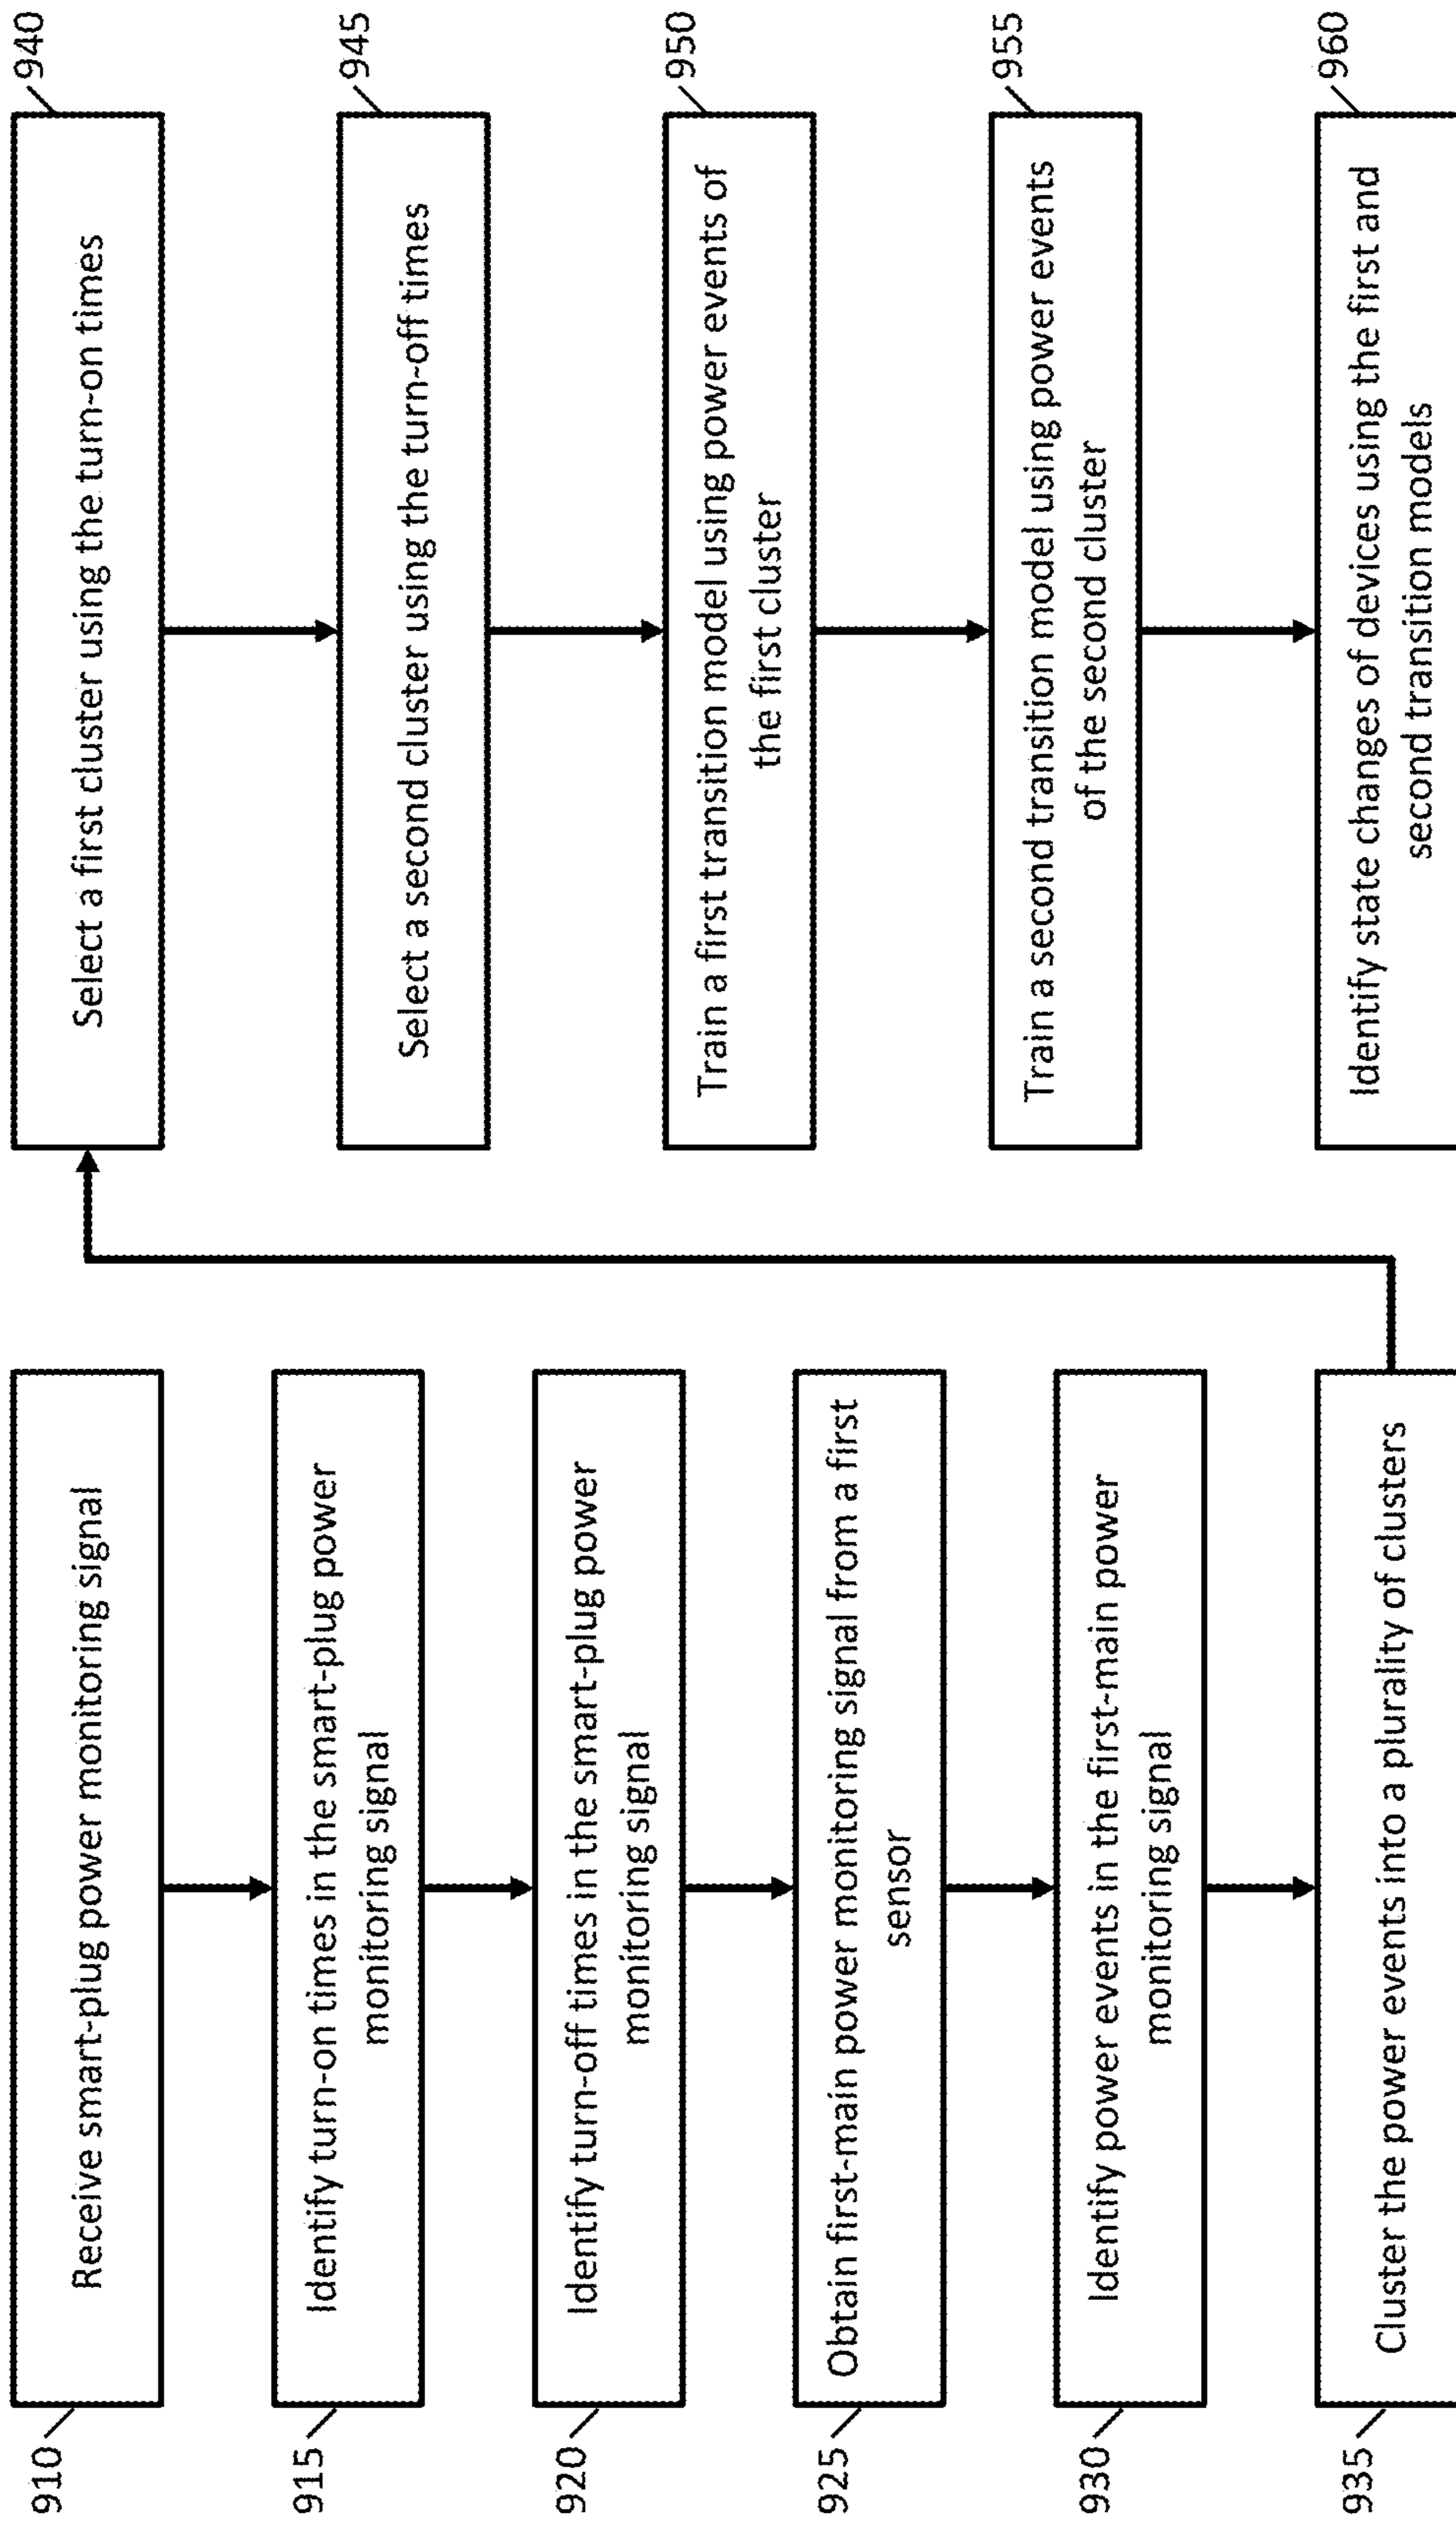 910
Receive smart-plug power monitoring signal
915
Identify turn-on times in the smart-plug power
monitoring signal
920
Identify turn-off times in the smart-plug power
monitoring signal
925
Obtain first-main power monitoring signal from a first
sensor
930
Identify power events in the first-main power
monitoring signal
935
Cluster the power events into a plurality of clusters
940
Select a first cluster using the turn-on times
945
Select a second cluster using the turn-off times
950
Train a first transition model using power events of
the first cluster
955
Train a second transition model using power events
of the second cluster
960
Identify state changes of devices using the first and
second transition models